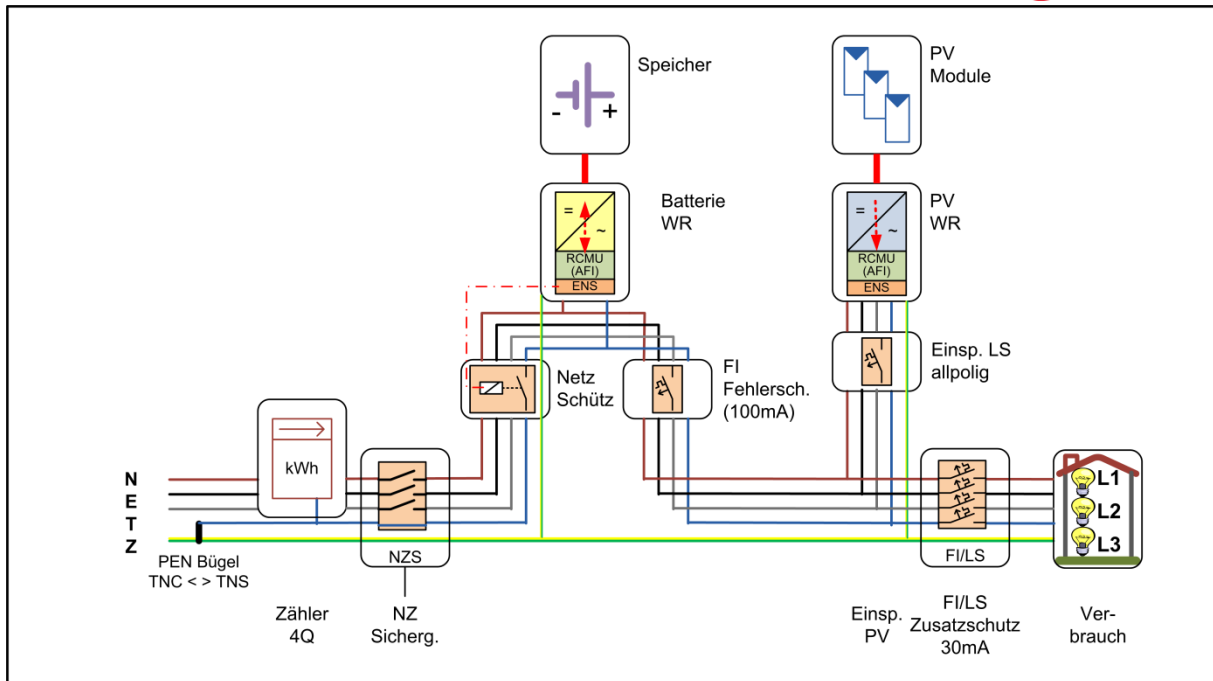 Speicher
- +
PV
Module
= ~
RCMU
(AFI)
ENS
Batterie
WR
= ~
RCMU
(AFI)
ENS
PV
WR
Netz
Schütz
FI
Fehlersch.
(100mA)
Einsp. LS
allpolig
N
E
T
Z
kWh
NZS
FI/LS
L1
L2
L3
PEN Bügel
TNC < > TNS
Zähler
4Q
NZ
Sicherg.
Einsp.
PV
FI/LS
Zusatzschutz
30mA
Ver-
brauch